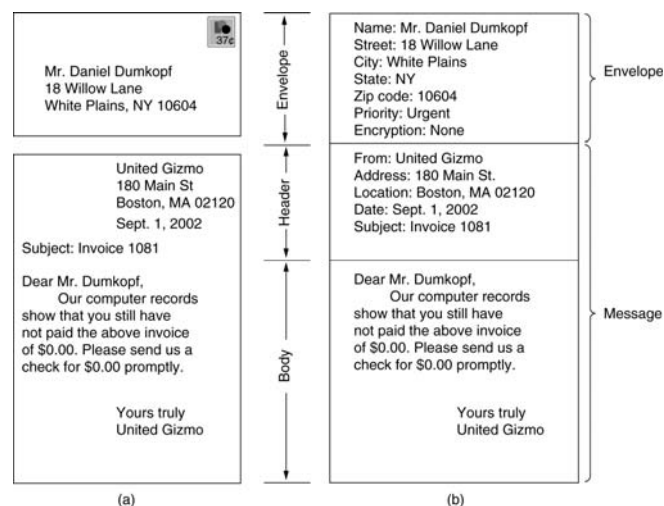 37¢
Mr. Daniel Dumkopf
18 Willow Lane
White Plains, NY 10604
United Gizmo
180 Main St
Boston, MA 02120
Sept. 1, 2002
Subject: Invoice 1081
Dear Mr. Dumkopf,
Our computer records
show that you still have
not paid the above invoice
of $0.00. Please send us a
check for $0.00 promptly.
Yours truly
United Gizmo
(a)
Envelope
Header
Body
Name: Mr. Daniel Dumkopf
Street: 18 Willow Lane
City: White Plains
State: NY
Zip code: 10604
Priority: Urgent
Encryption: None
From: United Gizmo
Address: 180 Main St.
Location: Boston, MA 02120
Date: Sept. 1, 2002
Subject: Invoice 1081
Dear Mr. Dumkopf,
Our computer records
show that you still have
not paid the above invoice
of $0.00. Please send us a
check for $0.00 promptly.
Yours truly
United Gizmo
(b)
Envelope
Message